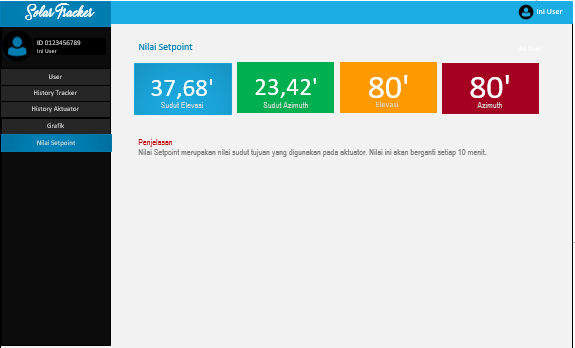 Solar Tracker
Ini User
ID 0123456789
Ini User
User
History Tracker
History Aktuator
Grafik
Nilai Setpoint
Nilai Setpoint
37,68'
Sudut Elevasi
23,42'
Sudut Azimuth
80'
Elevasi
80'
Azimuth
Penjelasan
Nilai Setpoint merupakan nilai sudut tujuan yang digunakan pada aktuator. Nilai ini akan berganti setiap 10 menit.